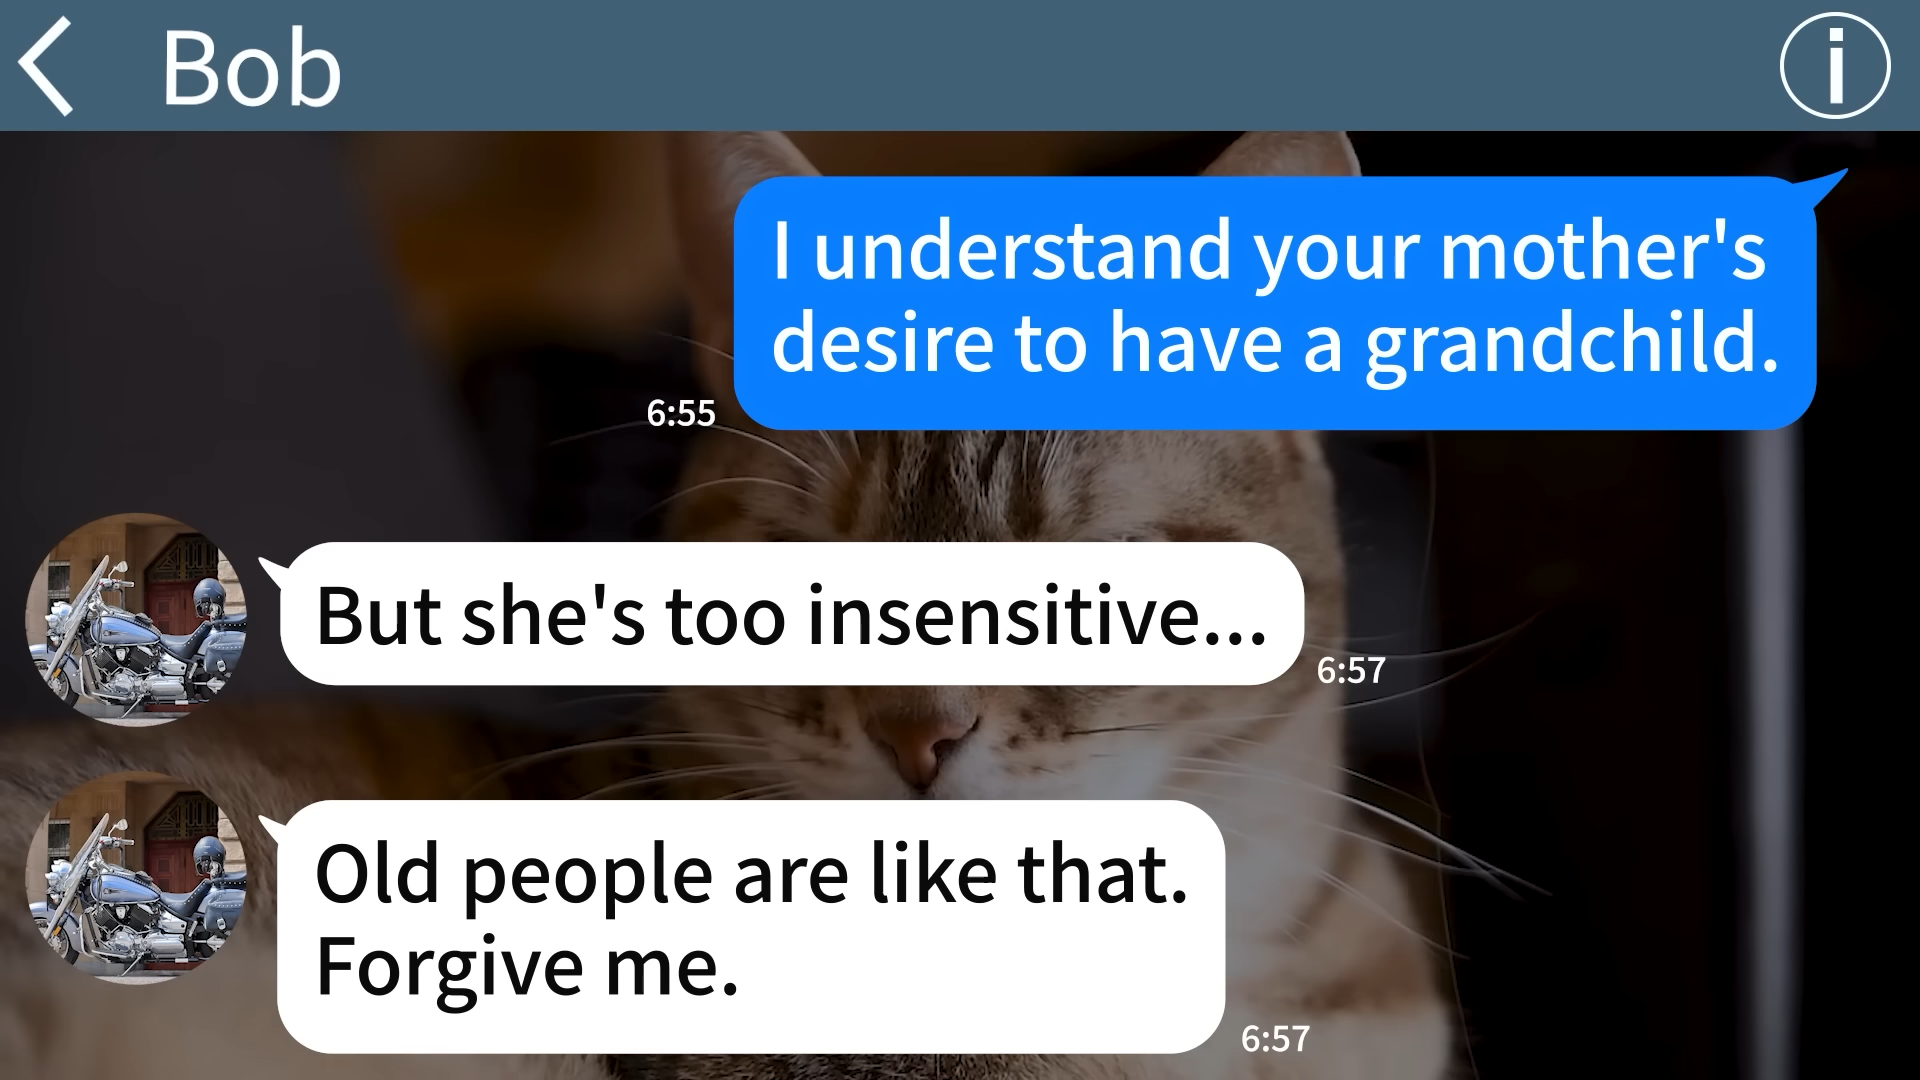 Bob
I understand your mother's
desire to have a grandchild.
6:55
But she's too insensitive...
6:57
Old people are like that.
Forgive me.
6:57